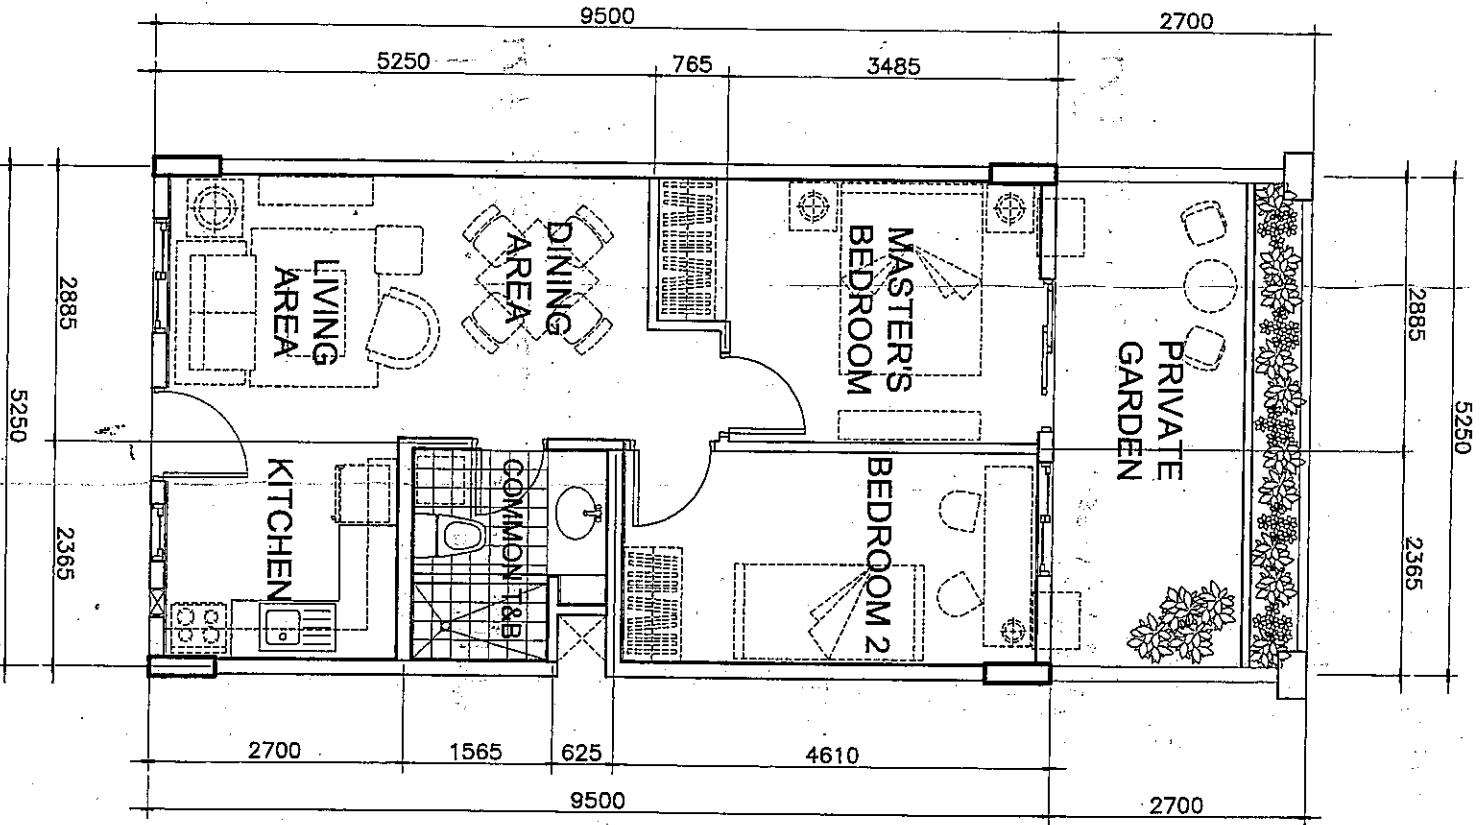 9500
2700
5250
765
3485
LIVING
AREA
DINING
AREA
MASTER'S
BEDROOM
PRIVATE
GARDEN
KITCHEN
COMMON T&B
BEDROOM 2
2885
2365
5250
2885
2365
5250
2700
1565
625
4610
9500
2700